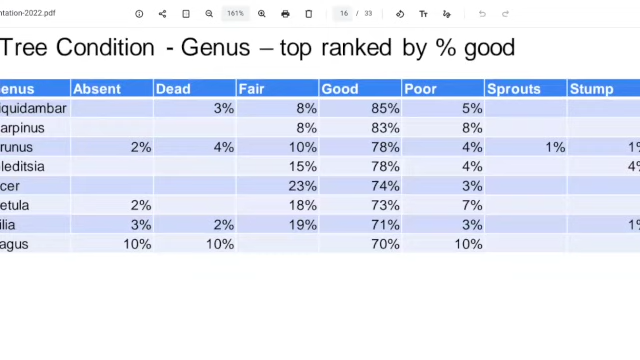 ntation-2022.pdf 161% 16 / 33
Tree Condition - Genus – top ranked by % good
enus Absent Dead Fair Good Poor Sprouts Stump
iquidambar 3% 8% 85% 5%
arpinus 8% 83% 8%
runus 2% 4% 10% 78% 4% 1% 1%
leditsia 15% 78% 4% 4%
cer 23% 74% 3%
etula 2% 18% 73% 7%
ilia 3% 2% 19% 71% 3% 1%
agus 10% 10% 70% 10%